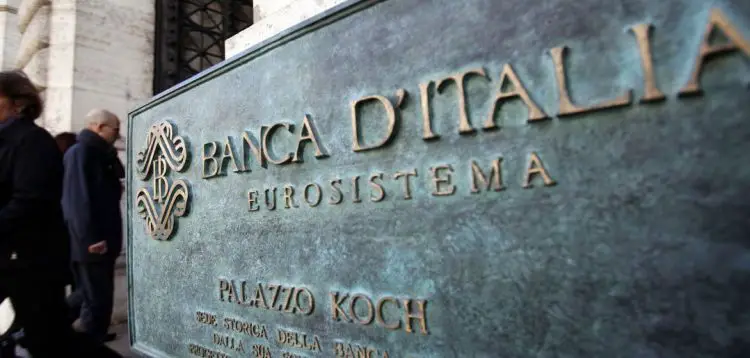 BANCA D'ITALIA
EUROSISTEMA
PALAZZO KOCH
SEDE STORICA DELLA BANCA
DALLA SUA